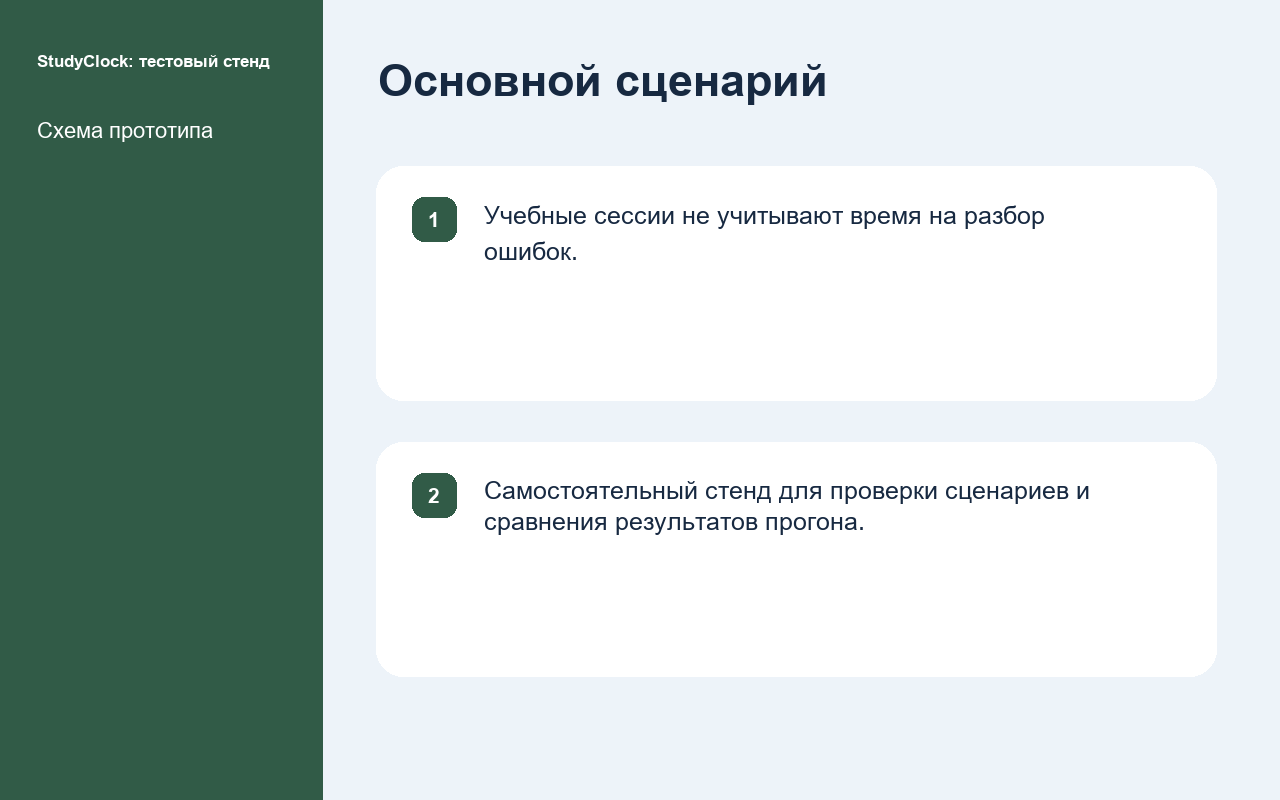 StudyClock: тестовый стенд
Схема прототипа
Основной сценарий
1
Учебные сессии не учитывают время на разбор
ошибок.
2
Самостоятельный стенд для проверки сценариев и
сравнения результатов прогона.